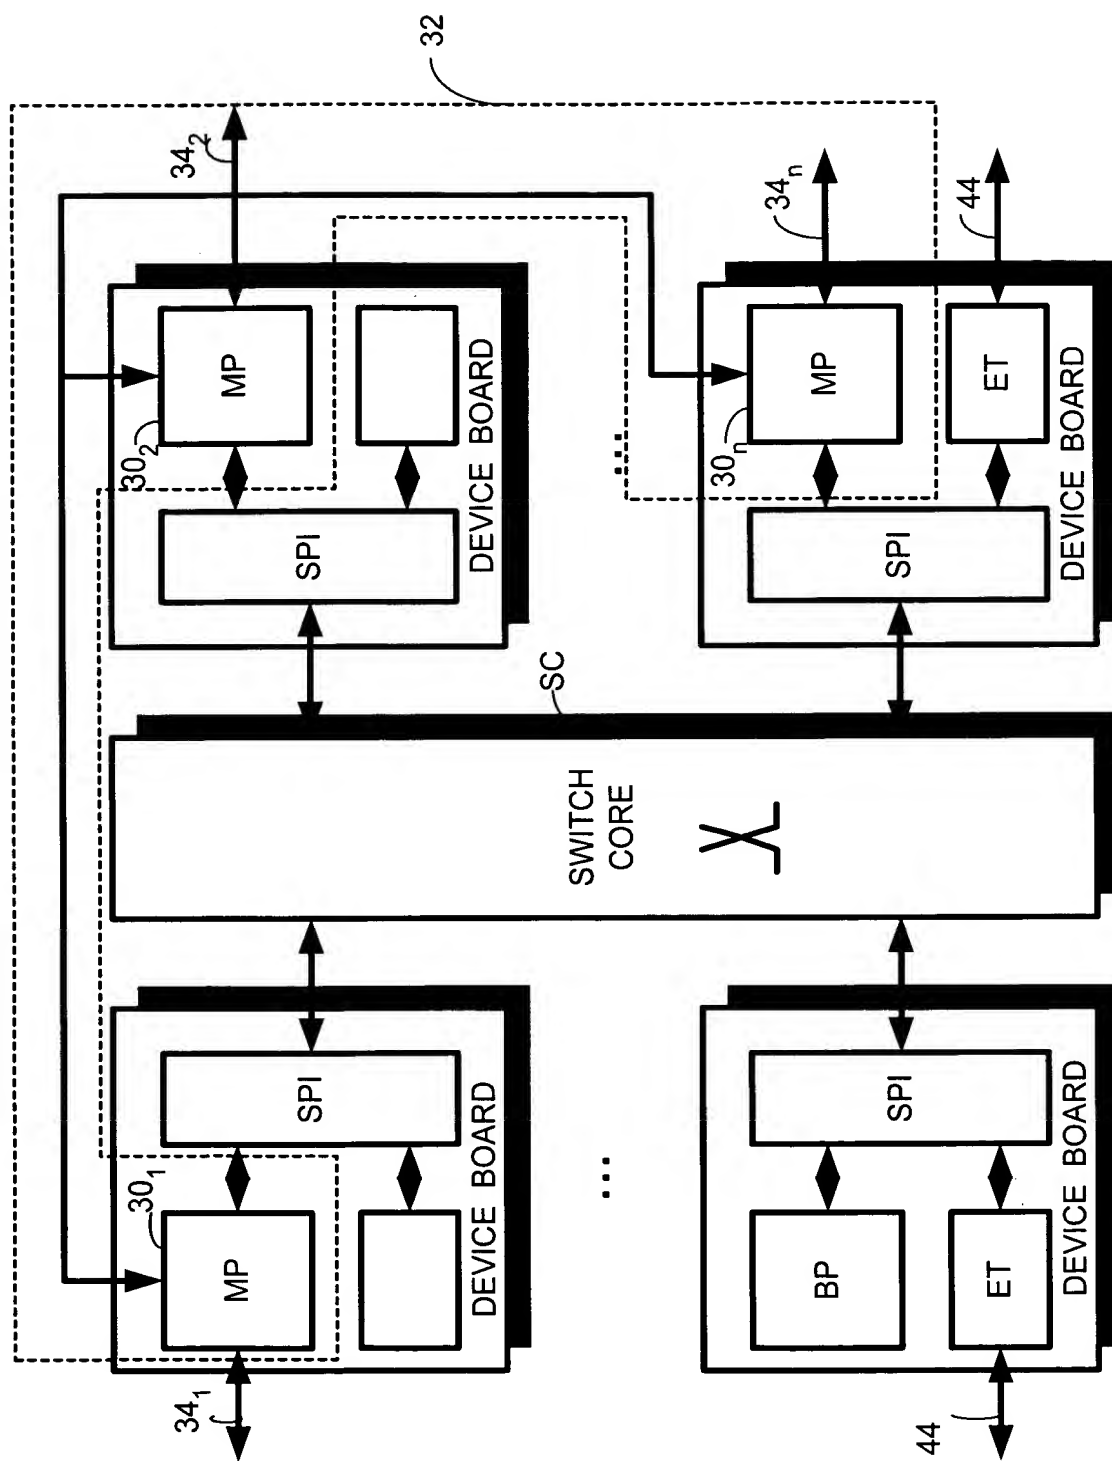 32
34₁
30₁
MP
SPI
DEVICE BOARD
SC
SWITCH
CORE
30₂
MP
34₂
SPI
DEVICE BOARD
...
44
BP
ET
SPI
DEVICE BOARD
...
30ₙ
MP
34ₙ
SPI
ET
44
DEVICE BOARD